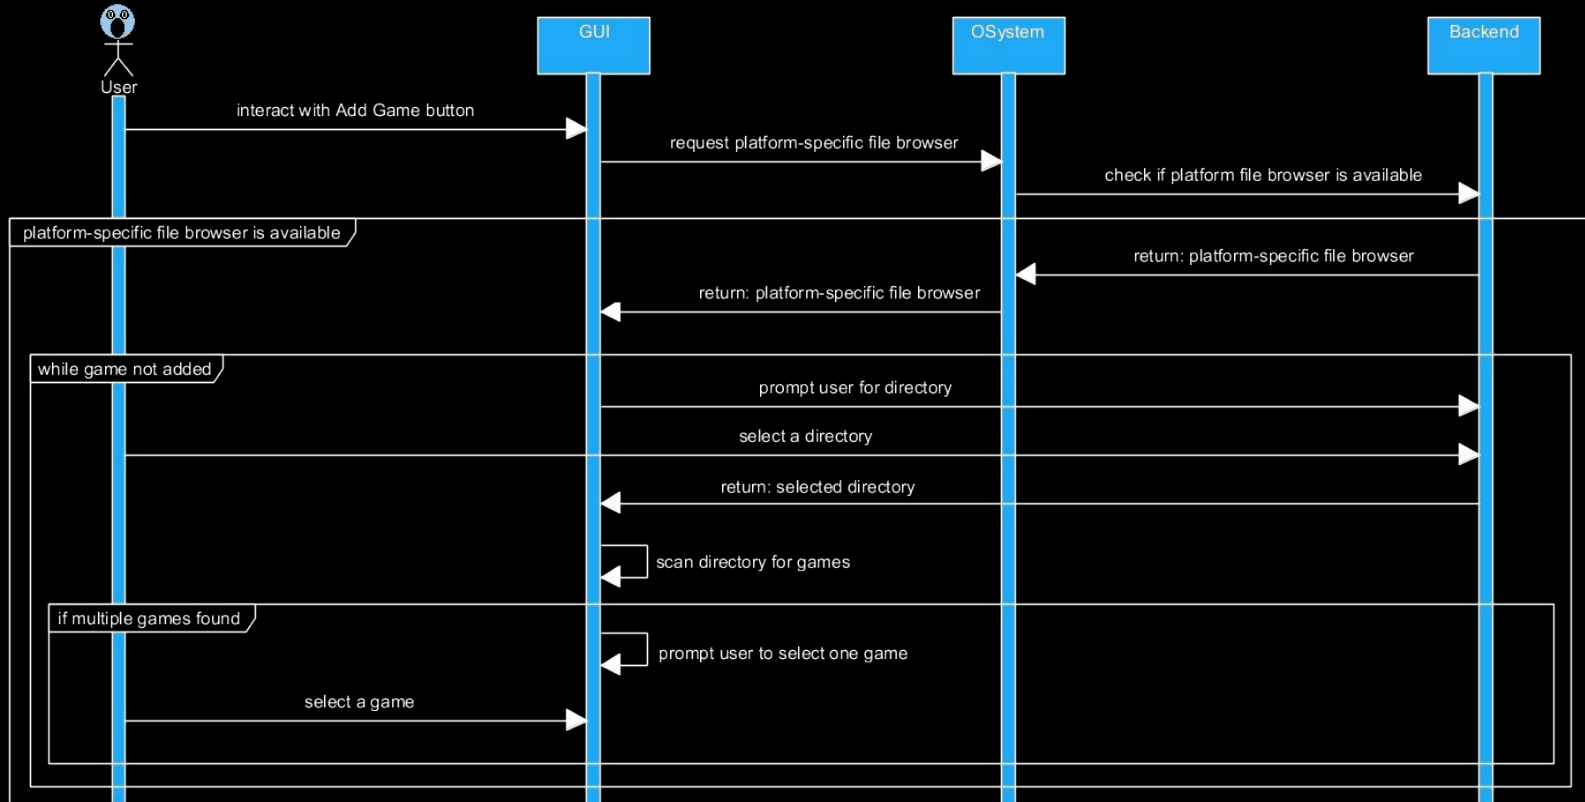 GUI
OSystem
Backend
User
interact with Add Game button
request platform-specific file browser
check if platform file browser is available
platform-specific file browser is available
return: platform-specific file browser
return: platform-specific file browser
while game not added
prompt user for directory
select a directory
return: selected directory
scan directory for games
if multiple games found
prompt user to select one game
select a game